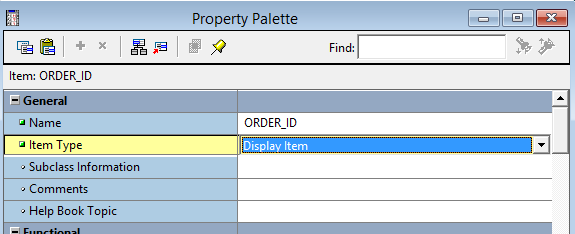 Property Palette
Find:
Item: ORDER_ID
General
Name ORDER_ID
Item Type Display Item
Subclass Information
Comments
Help Book Topic
Functional